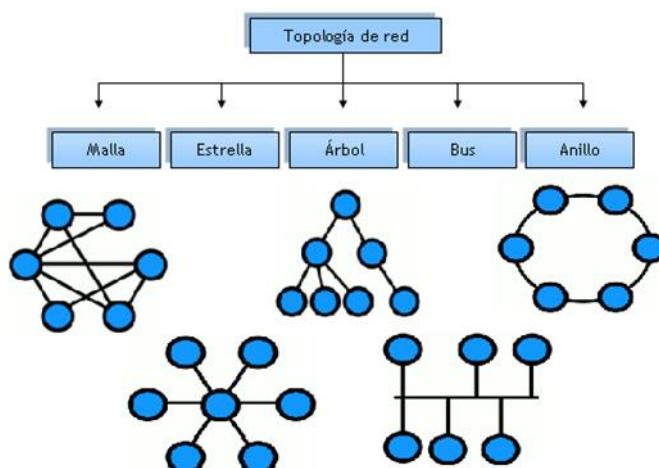 Topología de red
Malla
Estrella
Árbol
Bus
Anillo